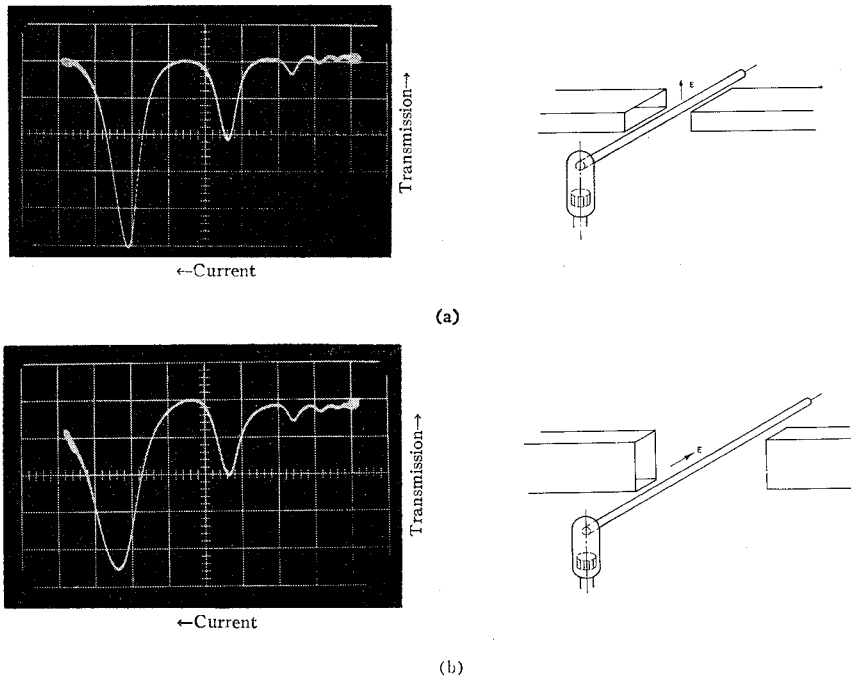 Transmission→
E
←Current
(a)
Transmission→
E
←Current
(b)